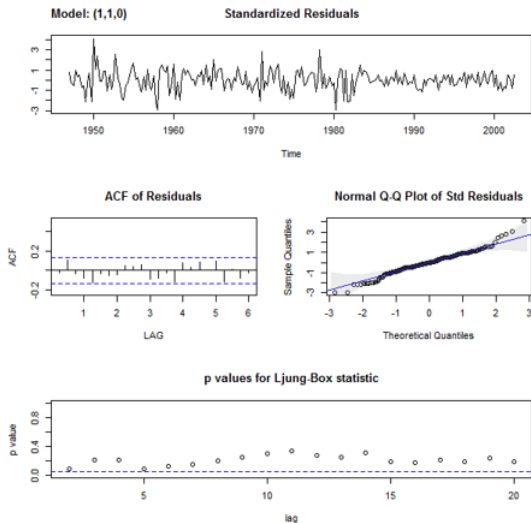 Model: (1,1,0) Standardized Residuals
3
1
-1
-3
1950 1960 1970 1980 1990 2000
Time
ACF of Residuals
ACF
0.2
-0.2
1 2 3 4 5 6
LAG
Normal Q-Q Plot of Std Residuals
Sample Quantiles
3
1
-1
-3
-3 -2 -1 0 1 2 3
Theoretical Quantiles
p values for Ljung-Box statistic
p value
0.8
0.4
0.0
5 10 15 20
lag